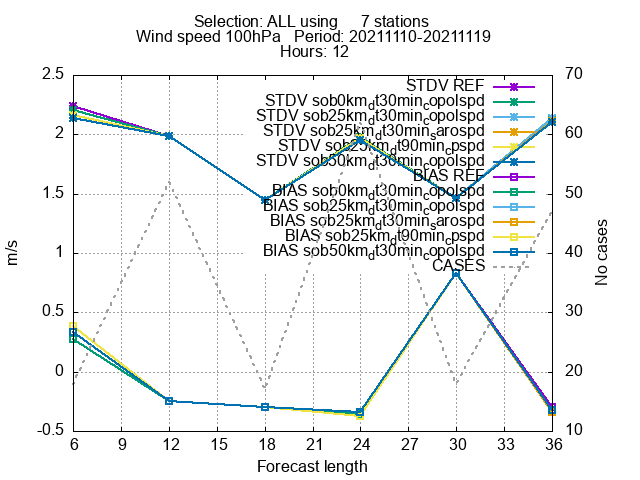 Selection: ALL using 7 stations
Wind speed 100hPa Period: 20211110-20211119
Hours: 12
2.5 70
STDV REF
STDV sob0km_dt30min_copolspd
STDV sob25km_dt30min_copolspd
STDV sob25km_dt30min_sarospd
2 60
STDV sob25km_dt90min_cpspd
STDV sob50km_dt30min_copolspd
BIAS REF
BIAS sob0km_dt30min_copolspd
1.5 50
BIAS sob25km_dt30min_copolspd
BIAS sob25km_dt30min_sarospd
BIAS sob25km_dt90min_cpspd
BIAS sob50km_dt30min_copolspd
1 40
CASES
m/s
No cases
0.5 30
0 20
-0.5 10
6 9 12 15 18 21 24 27 30 33 36
Forecast length